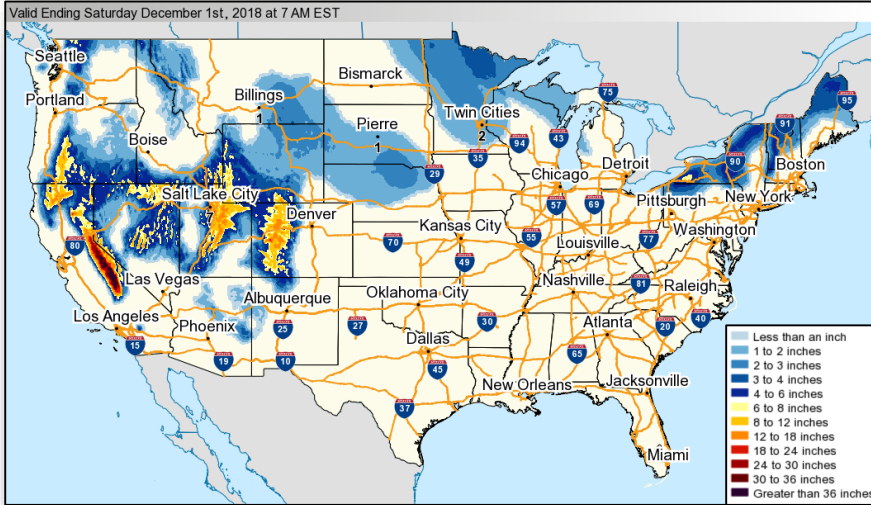 Valid Ending Saturday December 1st, 2018 at 7 AM EST
Seattle
Portland
Boise
Billings
1
Bismarck
Pierre
1
Twin Cities
2
75
95
91
90
Boston
94
43
35
29
Chicago
Detroit
Salt Lake City
Denver
80
70
Kansas City
49
55
57
69
Pittsburgh
New York
Washington
77
Louisville
Las Vegas
Los Angeles
15
Phoenix
19
Albuquerque
25
10
27
Oklahoma City
30
Nashville
81
Raleigh
40
20
Atlanta
65
Dallas
45
37
New Orleans
Jacksonville
Miami
Less than an inch
1 to 2 inches
2 to 3 inches
3 to 4 inches
4 to 6 inches
6 to 8 inches
8 to 12 inches
12 to 18 inches
18 to 24 inches
24 to 30 inches
30 to 36 inches
Greater than 36 inches